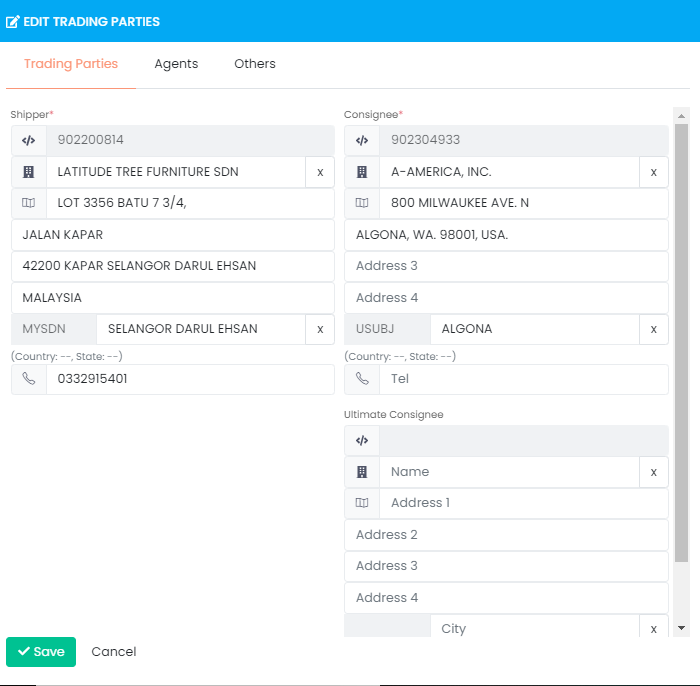 EDIT TRADING PARTIES
Trading Parties
Agents
Others
Shipper*
902200814
LATITUDE TREE FURNITURE SDN
x
LOT 3356 BATU 7 3/4,
JALAN KAPAR
42200 KAPAR SELANGOR DARUL EHSAN
MALAYSIA
MYSDN
SELANGOR DARUL EHSAN
x
(Country: --, State: --)
0332915401
Consignee*
902304933
A-AMERICA, INC.
x
800 MILWAUKEE AVE. N
ALGONA, WA. 98001, USA.
Address 3
Address 4
USUBJ
ALGONA
x
(Country: --, State: --)
Tel
Ultimate Consignee
Name
x
Address 1
Address 2
Address 3
Address 4
City
x
Save
Cancel